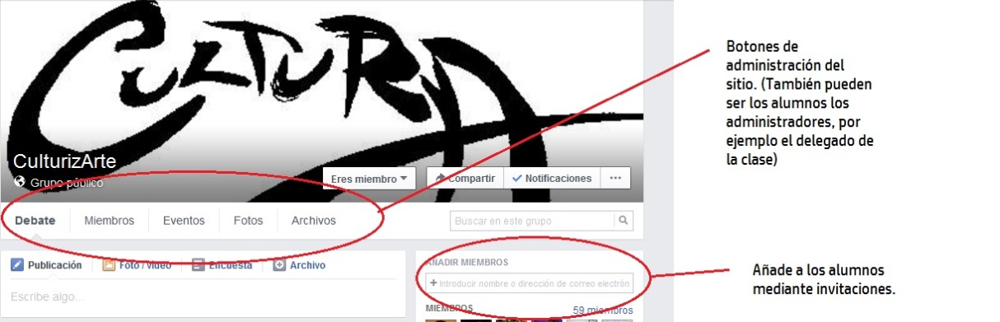 CULTURA
CulturizArte
Grupo público
Eres miembro
Compartir
Notificaciones
Debate
Miembros
Eventos
Fotos
Archivos
Buscar en este grupo
Publicación
Foto / vídeo
Encuesta
Archivo
Escribe algo...
AÑADIR MIEMBROS
+ Introducir nombre o dirección de correo electrón
MIEMBROS
59 miembros
Botones de
administración del
sitio. (También pueden
ser los alumnos los
administradores, por
ejemplo el delegado de
la clase)
Añade a los alumnos
mediante invitaciones.